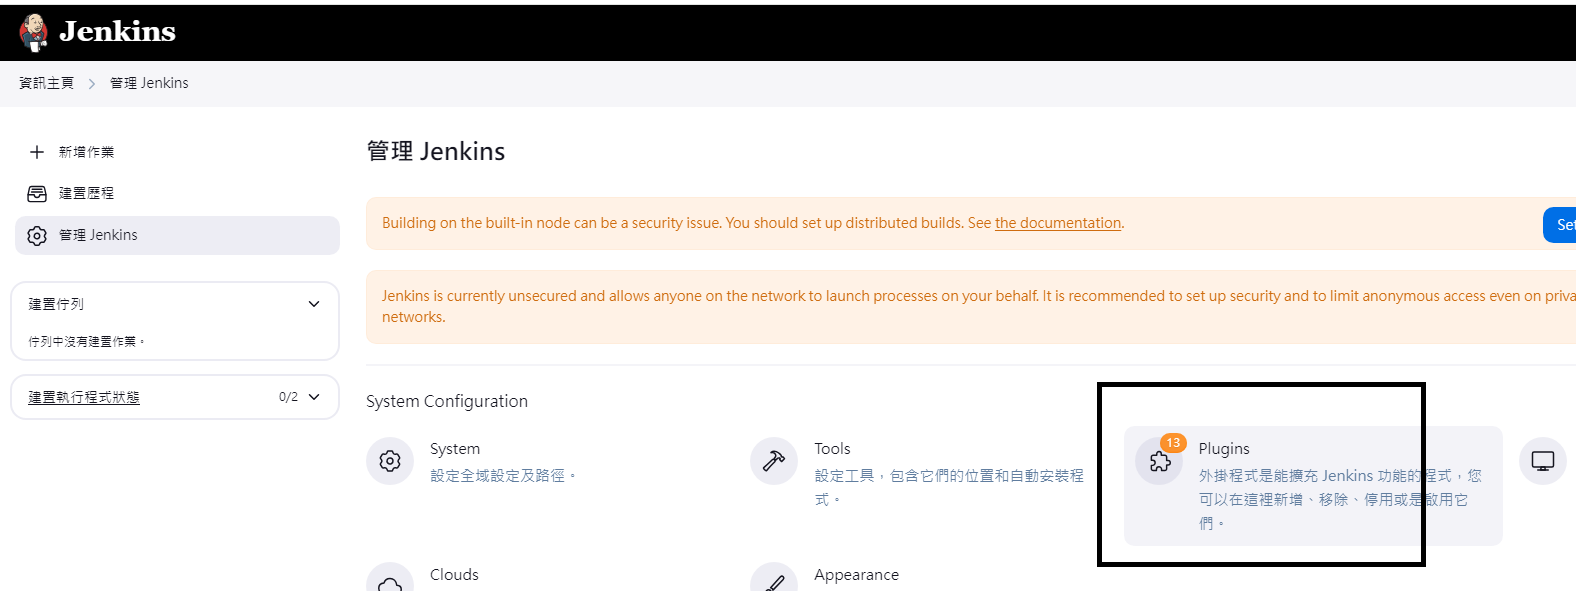 Jenkins
資訊主頁 > 管理 Jenkins
新增作業
建置歷程
管理 Jenkins
建置佇列
佇列中沒有建置作業。
建置執行程式狀態 0/2
管理 Jenkins
Building on the built-in node can be a security issue. You should set up distributed builds. See the documentation.
Set
Jenkins is currently unsecured and allows anyone on the network to launch processes on your behalf. It is recommended to set up security and to limit anonymous access even on priva
networks.
System Configuration
System
設定全域設定及路徑。
Tools
設定工具，包含它們的位置和自動安裝程
式。
13
Plugins
外掛程式是能擴充 Jenkins 功能的程式，您
可以在這裡新增、移除、停用或是啟用它
們。
Clouds
Appearance